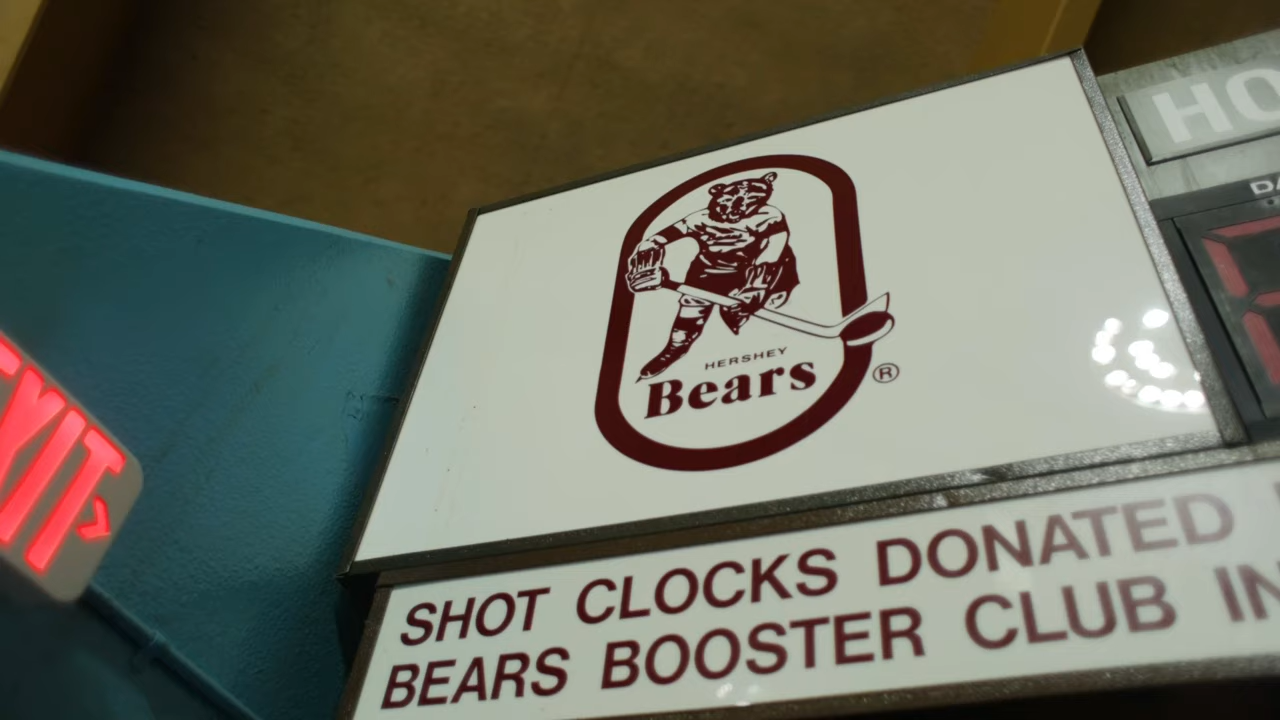 HERSHEY
Bears
®
EXIT
SHOT CLOCKS DONATED
BEARS BOOSTER CLUB